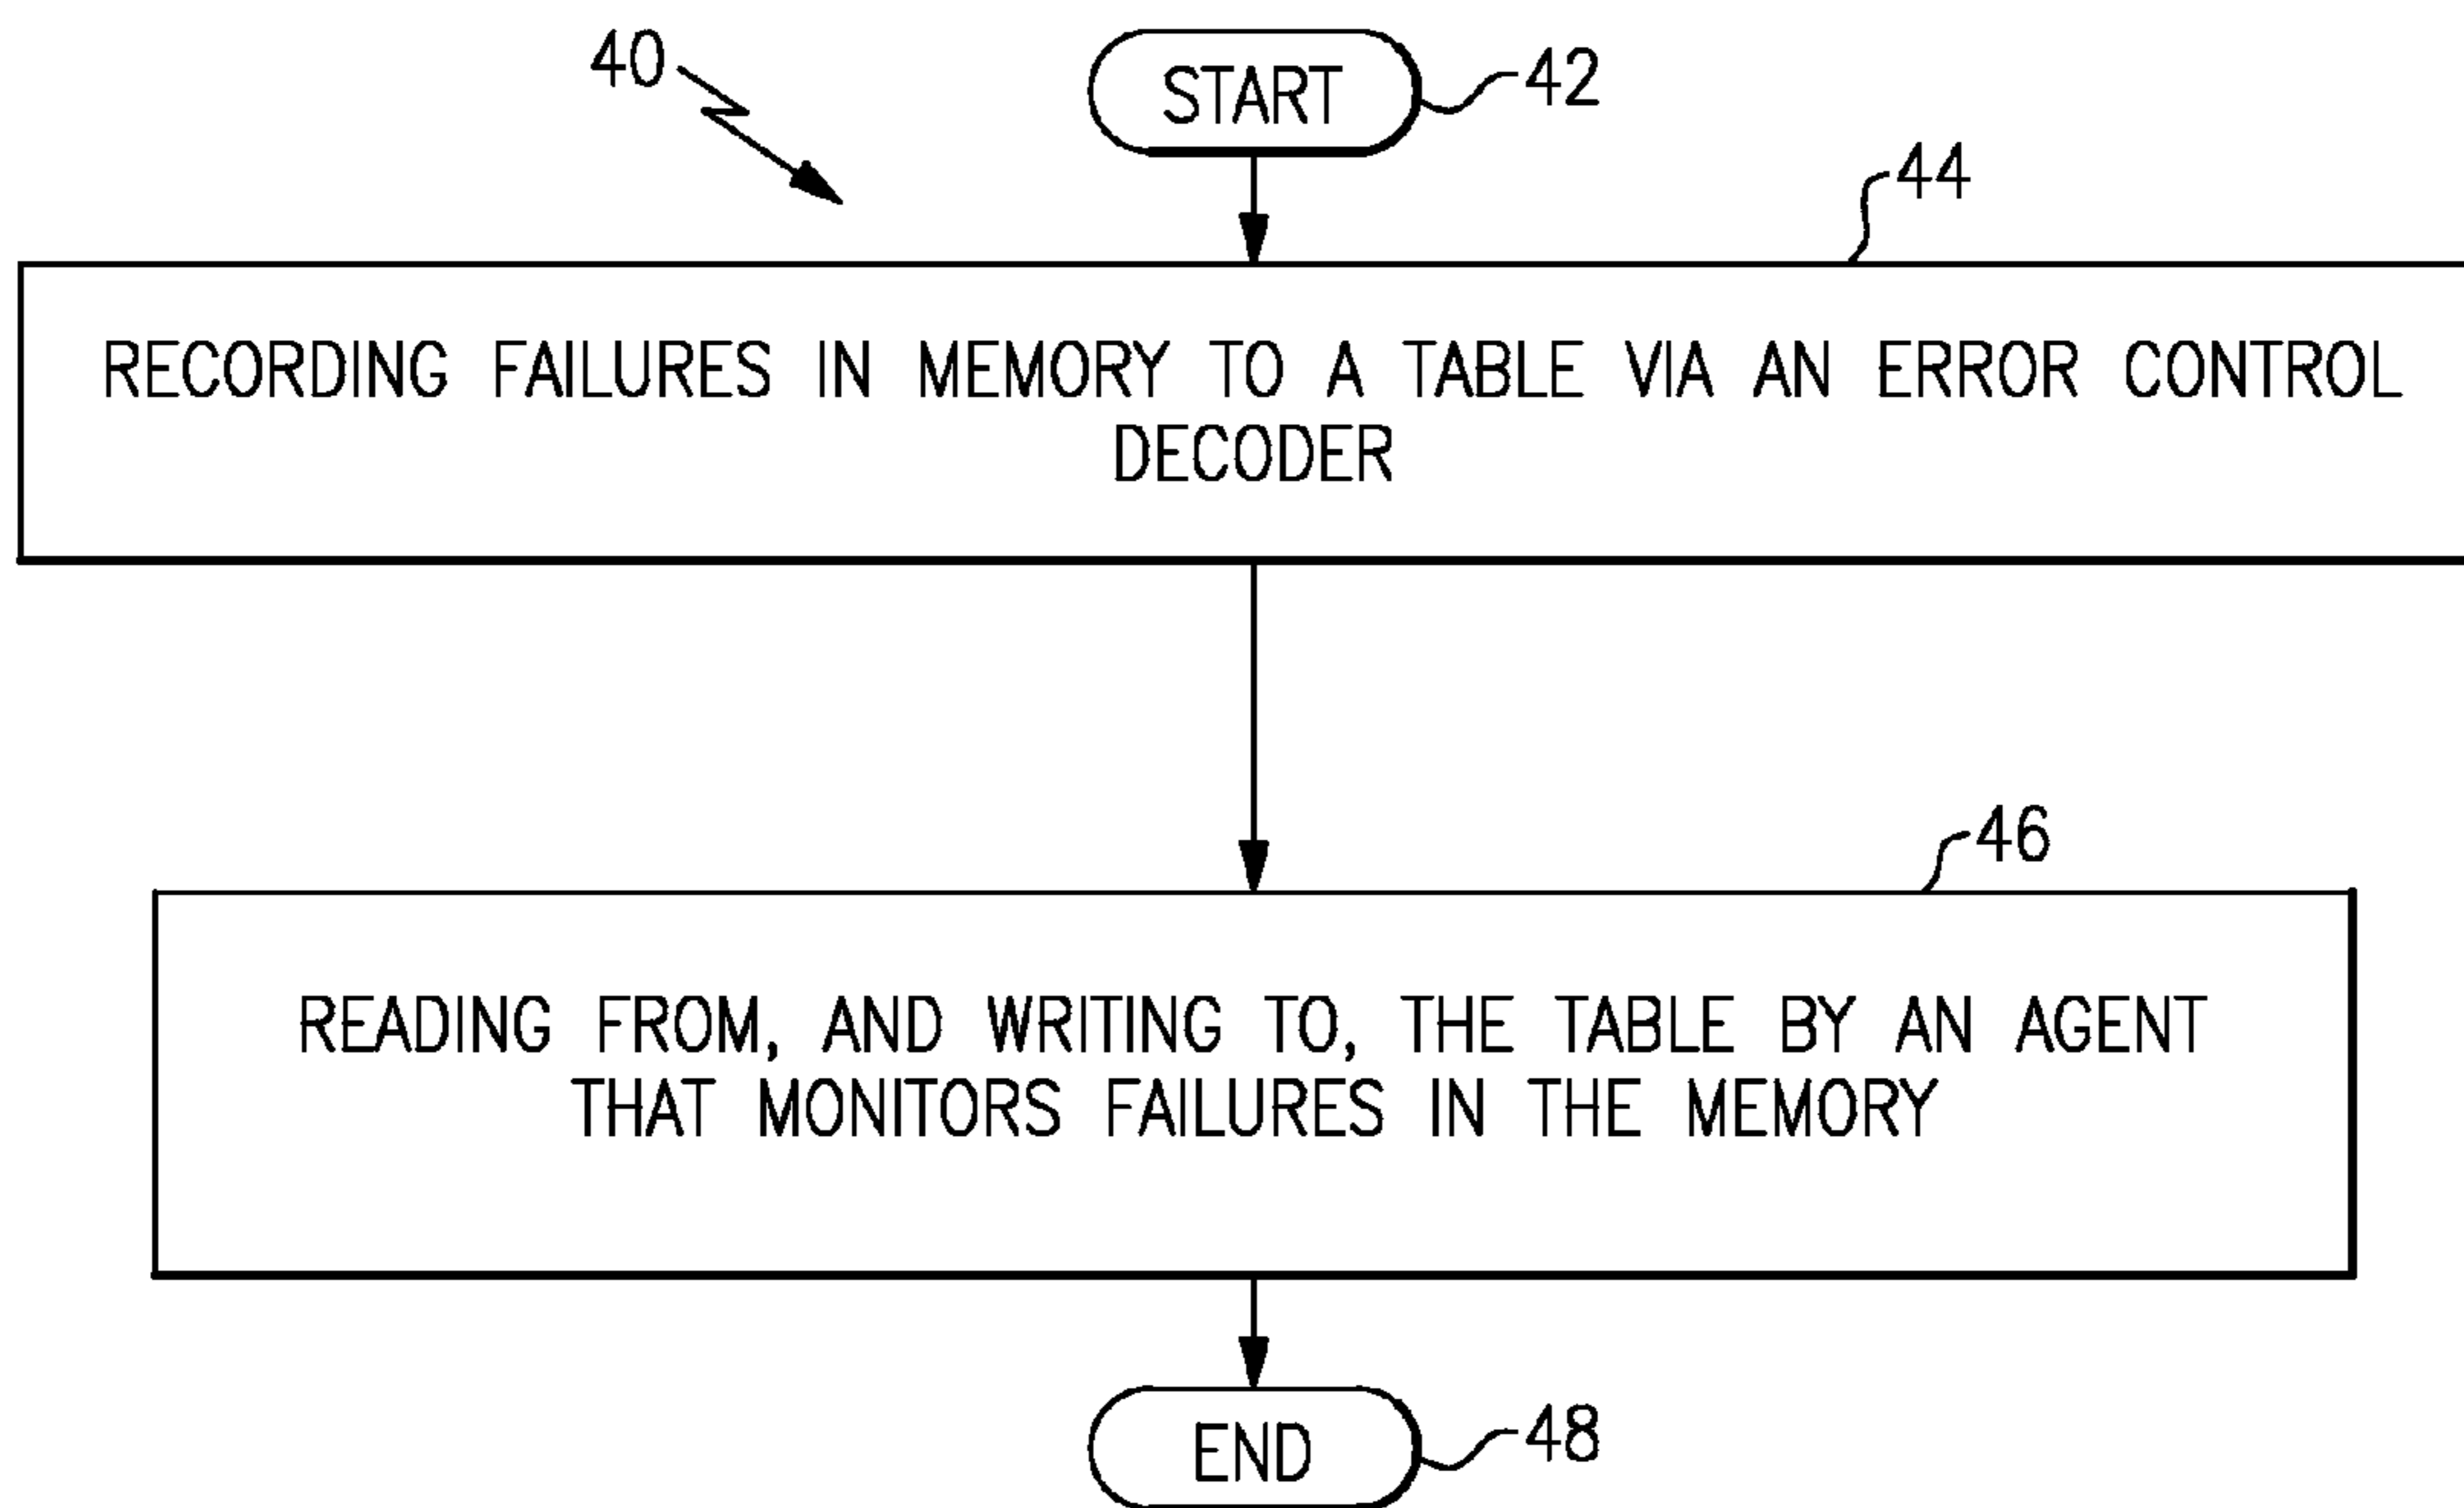 40
START
42
44
RECORDING FAILURES IN MEMORY TO A TABLE VIA AN ERROR CONTROL
DECODER
46
READING FROM, AND WRITING TO, THE TABLE BY AN AGENT
THAT MONITORS FAILURES IN THE MEMORY
END
48